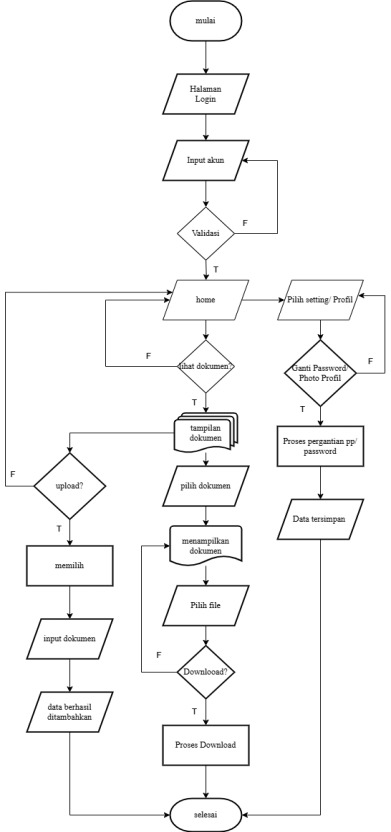 mulai
Halaman
Login
Input akun
Validasi
F
T
home
Pilih setting/ Profil
lihat dokumen?
F
T
Ganti Password/
Photo Profil
F
T
tampilan
dokumen
Proses pergantian pp/
password
upload?
F
T
pilih dokumen
Data tersimpan
memilih
menampilkan
dokumen
input dokumen
Pilih file
F
Downlooad?
T
data berhasil
ditambahkan
Proses Download
selesai